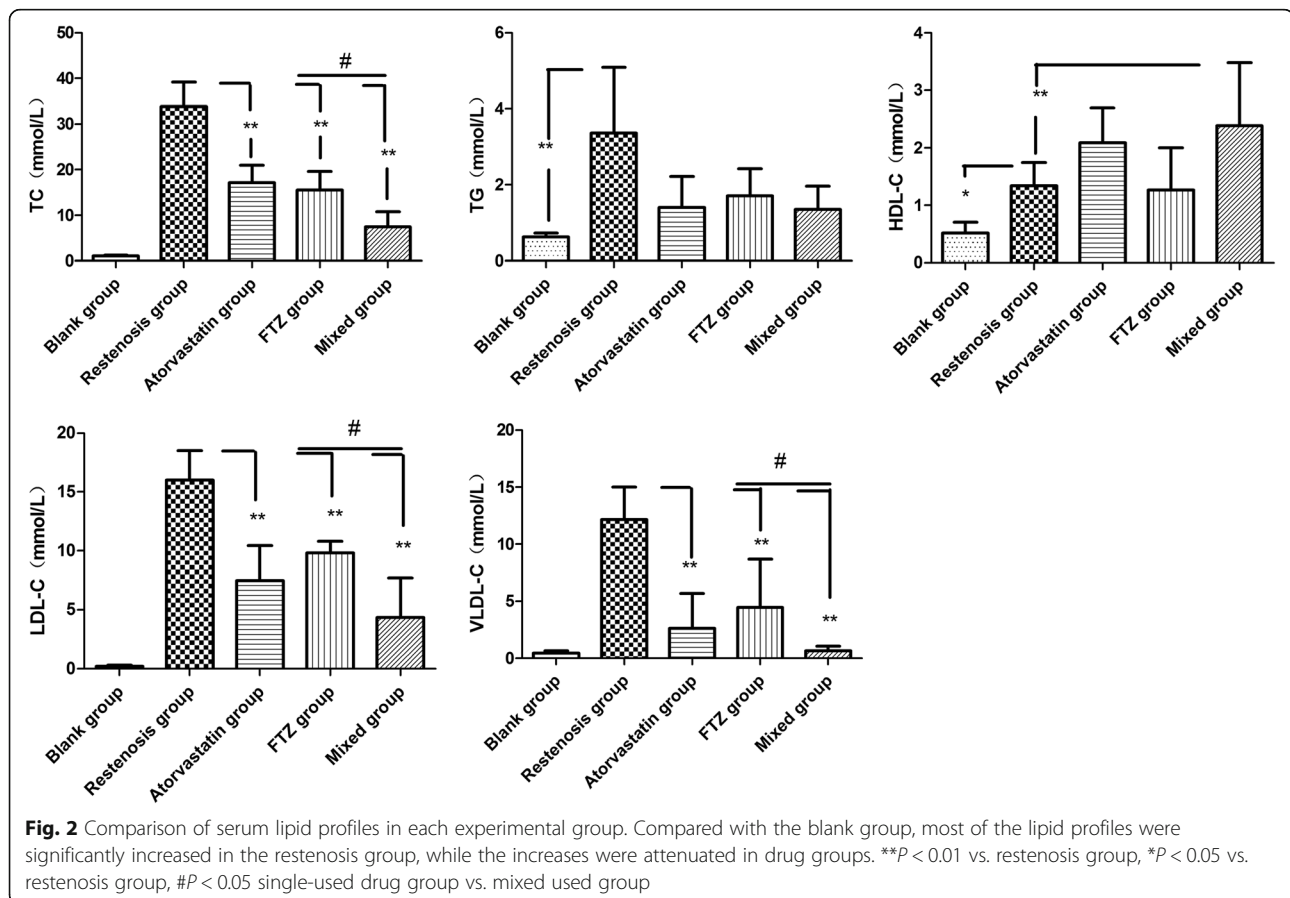 TC (mmol/L)
50
40
30
20
10
0
#
**
**
**
Blank group
Restenosis group
Atorvastatin group
FTZ group
Mixed group
TG (mmol/L)
6
4
2
0
**
Blank group
Restenosis group
Atorvastatin group
FTZ group
Mixed group
HDL-C (mmol/L)
4
3
2
1
0
*
**
Blank group
Restenosis group
Atorvastatin group
FTZ group
Mixed group
LDL-C (mmol/L)
20
15
10
5
0
#
**
**
**
Blank group
Restenosis group
Atorvastatin group
FTZ group
Mixed group
VLDL-C (mmol/L)
20
15
10
5
0
#
**
**
**
Blank group
Restenosis group
Atorvastatin group
FTZ group
Mixed group
Fig. 2 Comparison of serum lipid profiles in each experimental group. Compared with the blank group, most of the lipid profiles were
significantly increased in the restenosis group, while the increases were attenuated in drug groups. **P < 0.01 vs. restenosis group, *P < 0.05 vs.
restenosis group, #P < 0.05 single-used drug group vs. mixed used group